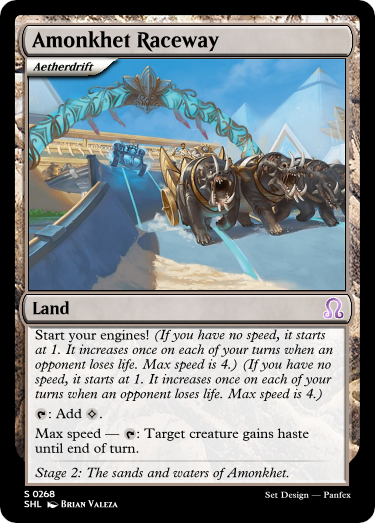 Amonkhet Raceway
Aetherdrift
Land
Start your engines! (If you have no speed, it starts
at 1. It increases once on each of your turns when an
opponent loses life. Max speed is 4.) (If you have
no speed, it starts at 1. It increases once on each of your
turns when an opponent loses life. Max speed is 4.)
: Add .
Max speed — : Target creature gains haste
until end of turn.
Stage 2: The sands and waters of Amonkhet.
S 0268
SHL Brian Valeza
Set Design — Panfex